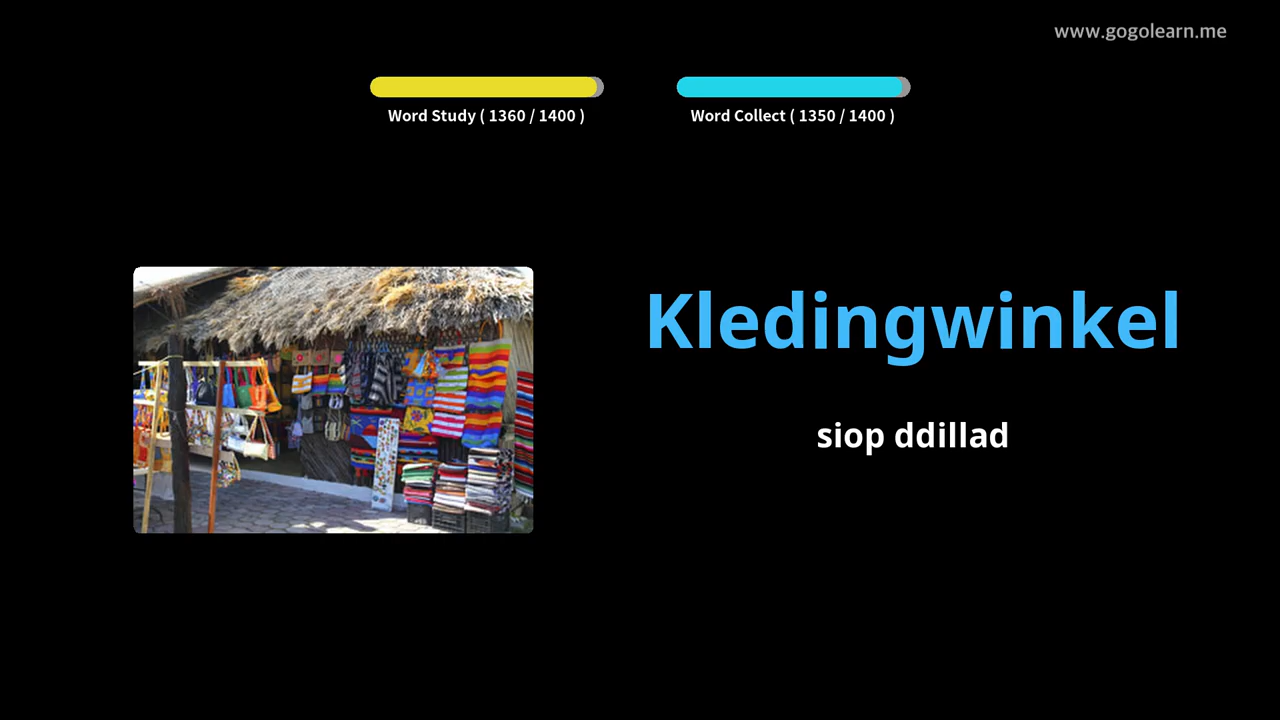 www.gogolearn.me
Word Study ( 1360 / 1400 )
Word Collect ( 1350 / 1400 )
Kledingwinkel
siop ddillad